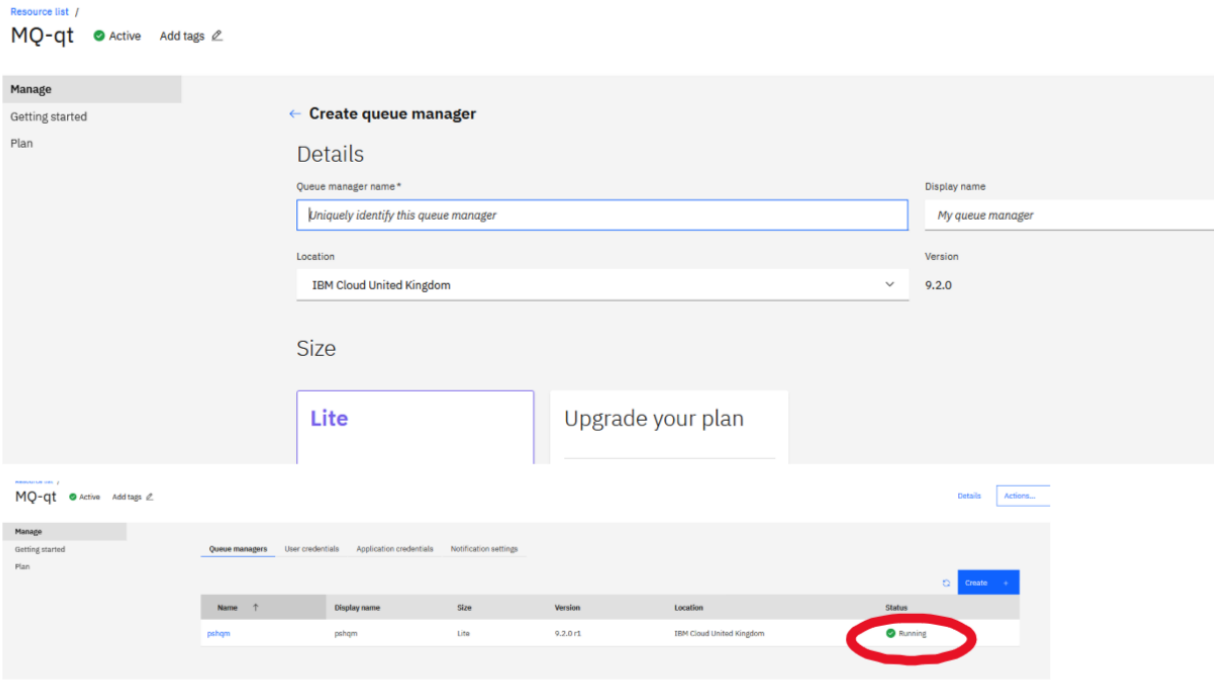 Resource list /
MQ-qt Active Add tags
Manage
Getting started
Plan
Create queue manager
Details
Queue manager name* Display name
Uniquely identify this queue manager My queue manager
Location Version
IBM Cloud United Kingdom 9.2.0
Size
Lite Upgrade your plan
MQ-qt Active Add tags Details Actions...
Manage
Getting started
Plan
Queue managers User credentials Application credentials Notification settings
Create +
Name ↑ Display name Size Version Location Status
pshqm pshqm Lite 9.2.0 r1 IBM Cloud United Kingdom Running